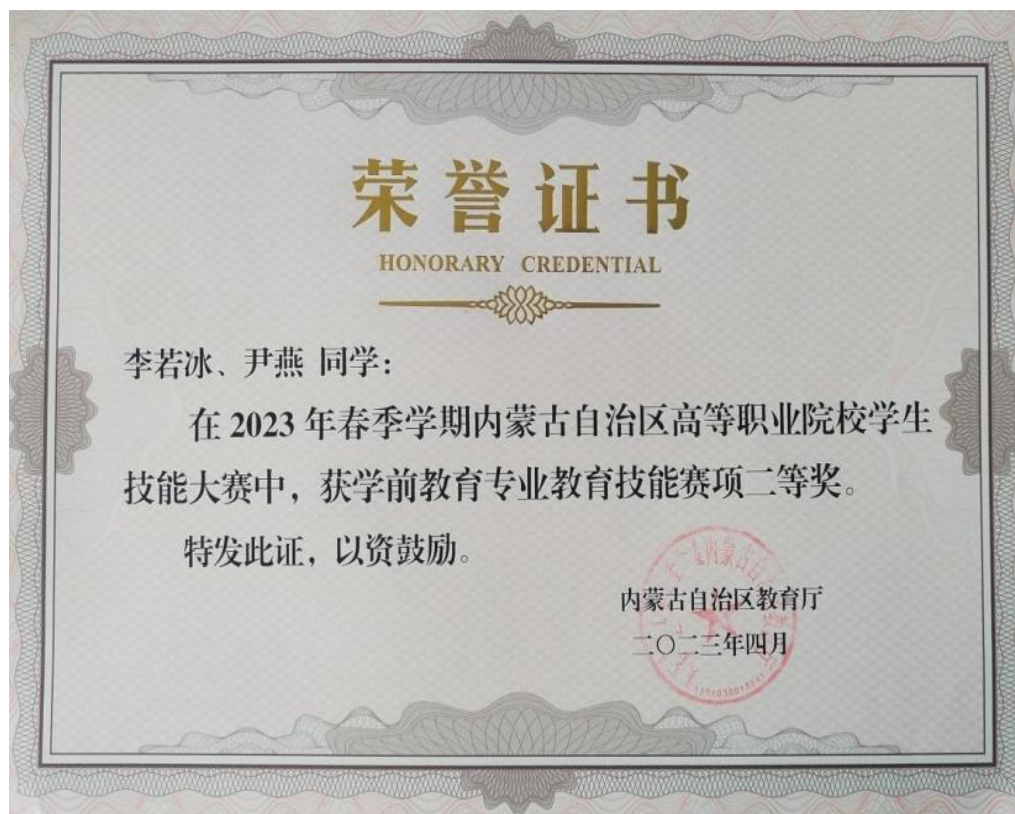 荣誉证书
HONORARY CREDENTIAL
李若冰、尹燕 同学:
在 2023 年春季学期内蒙古自治区高等职业院校学生
技能大赛中，获学前教育专业教育技能赛项二等奖。
特发此证，以资鼓励。
内蒙古自治区教育厅
二〇二三年四月